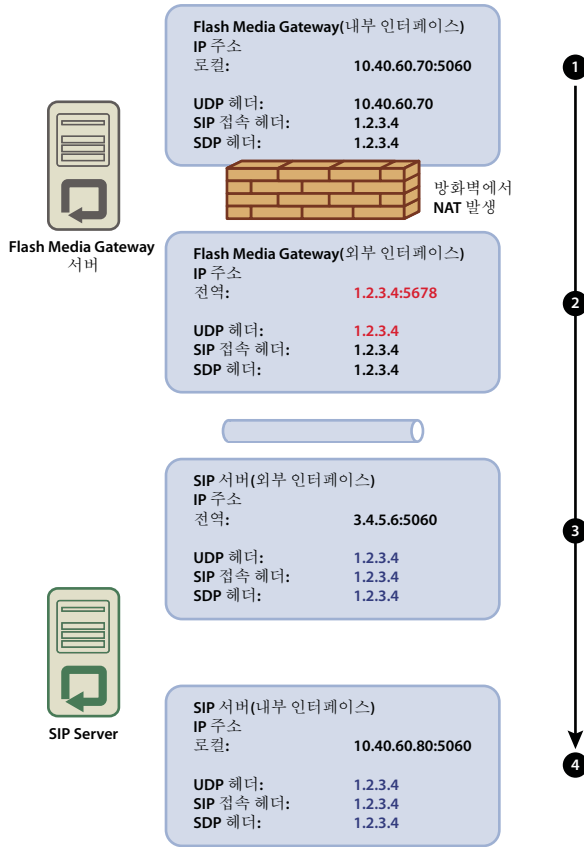 Flash Media Gateway(내부 인터페이스)
IP 주소
로컬: 10.40.60.70:5060
UDP 헤더: 10.40.60.70
SIP 접속 헤더: 1.2.3.4
SDP 헤더: 1.2.3.4
1
방화벽에서
NAT 발생
Flash Media Gateway
서버
Flash Media Gateway(외부 인터페이스)
IP 주소
전역: 1.2.3.4:5678
UDP 헤더: 1.2.3.4
SIP 접속 헤더: 1.2.3.4
SDP 헤더: 1.2.3.4
2
SIP 서버(외부 인터페이스)
IP 주소
전역: 3.4.5.6:5060
UDP 헤더: 1.2.3.4
SIP 접속 헤더: 1.2.3.4
SDP 헤더: 1.2.3.4
3
SIP Server
SIP 서버(내부 인터페이스)
IP 주소
로컬: 10.40.60.80:5060
UDP 헤더: 1.2.3.4
SIP 접속 헤더: 1.2.3.4
SDP 헤더: 1.2.3.4
4